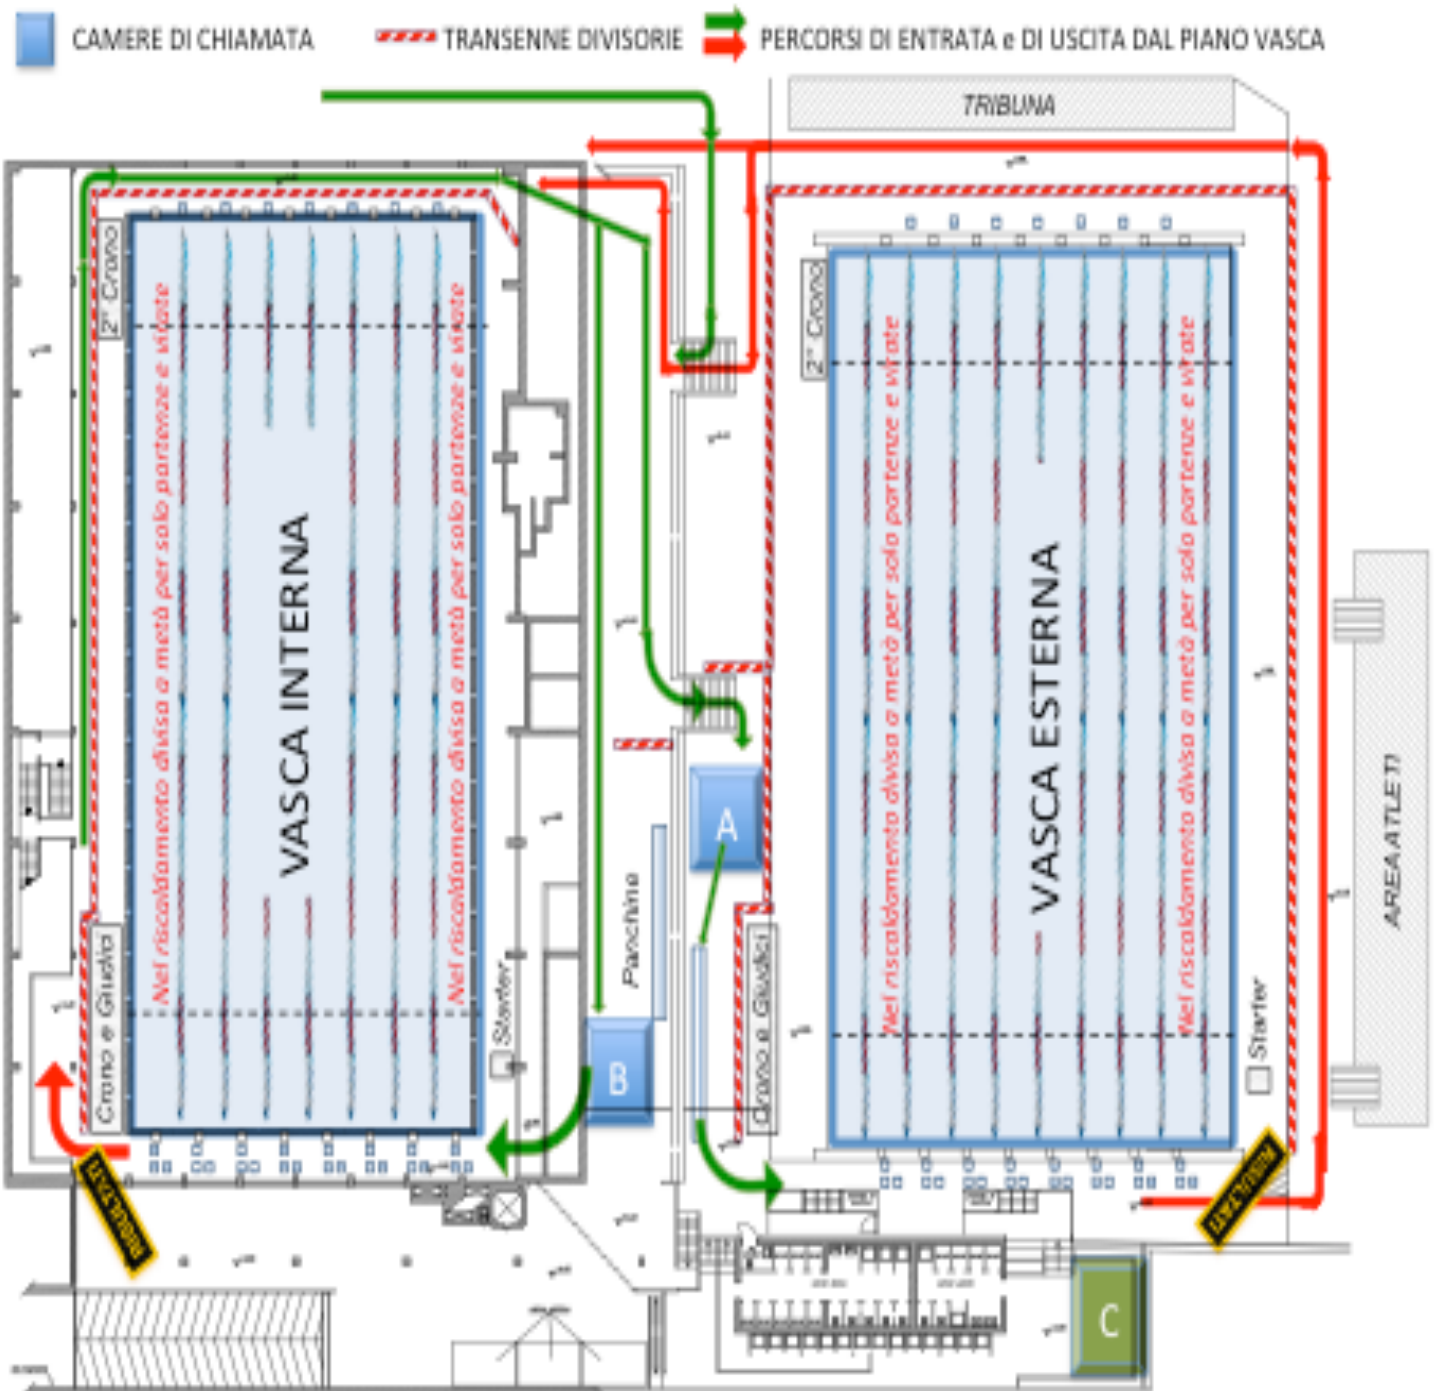 CAMERE DI CHIAMATA
TRANSENNE DIVISORIE
PERCORSI DI ENTRATA e DI USCITA DAL PIANO VASCA
TRIBUNA
2° Crono
Nel riscaldamento divisa a metà per solo partenze e virate
VASCA INTERNA
Nel riscaldamento divisa a metà per solo partenze e virate
Crono e Giudici
Starter
RISULTATI
Panchine
A
B
2° Crono
Nel riscaldamento divisa a metà per solo partenze e virate
VASCA ESTERNA
Nel riscaldamento divisa a metà per solo partenze e virate
Crono e Giudici
Starter
RISULTATI
AREA ATLETI
C